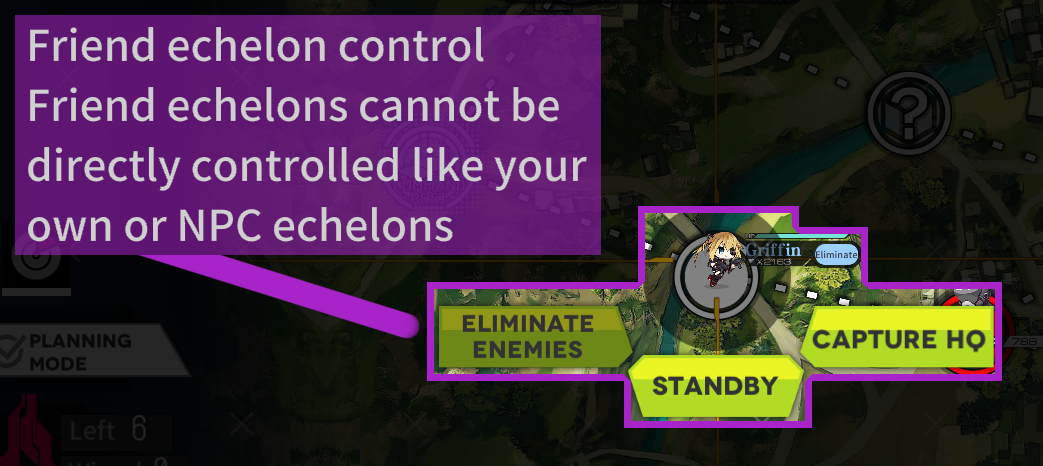 Friend echelon control
Friend echelons cannot be
directly controlled like your
own or NPC echelons
Griffin
Eliminate
ELIMINATE
ENEMIES
CAPTURE HQ
STANDBY
788
PLANNING
MODE
Left 6